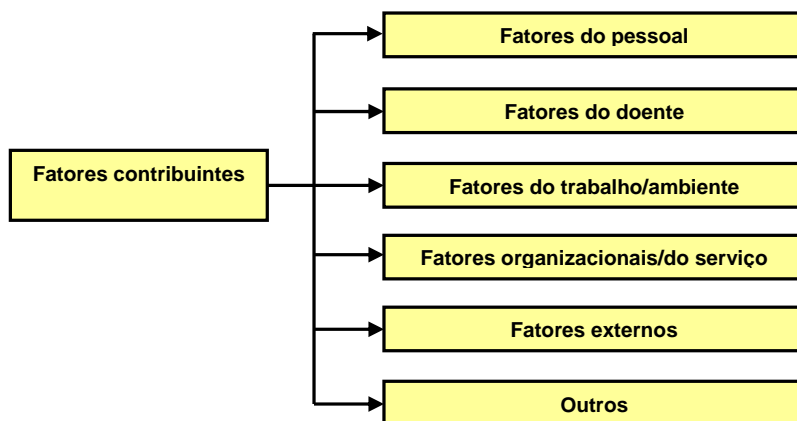 Fatores do pessoal
Fatores do doente
Fatores contribuintes
Fatores do trabalho/ambiente
Fatores organizacionais/do serviço
Fatores externos
Outros